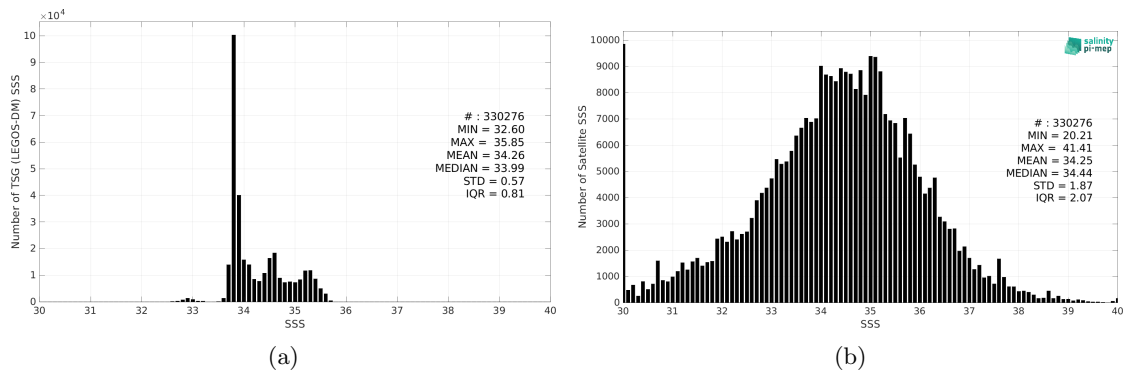 ×10⁴
10
9
8
7
6
5
4
3
2
1
0
Number of TSG (LEGOS-DM) SSS
# : 330276
MIN = 32.60
MAX = 35.85
MEAN = 34.26
MEDIAN = 33.99
STD = 0.57
IQR = 0.81
30 31 32 33 34 35 36 37 38 39 40
SSS
(a)
10000
9000
8000
7000
6000
5000
4000
3000
2000
1000
0
Number of Satellite SSS
salinity
pi-mep
# : 330276
MIN = 20.21
MAX = 41.41
MEAN = 34.25
MEDIAN = 34.44
STD = 1.87
IQR = 2.07
30 31 32 33 34 35 36 37 38 39 40
SSS
(b)